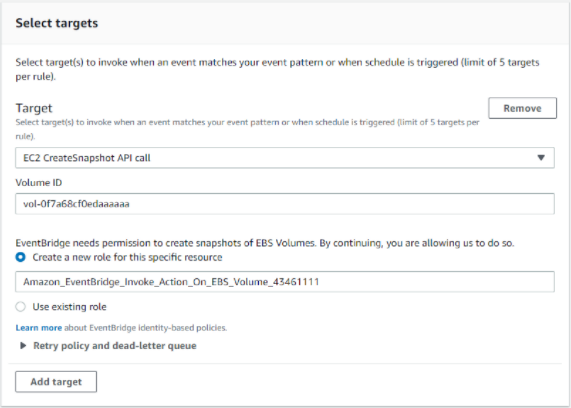 Select targets
Select target(s) to invoke when an event matches your event pattern or when schedule is triggered (limit of 5 targets
per rule).
Target
Remove
Select target(s) to invoke when an event matches your event pattern or when schedule is triggered (limit of 5 targets per
rule).
EC2 CreateSnapshot API call
Volume ID
vol-0f7a68cf0edaaaaaa
EventBridge needs permission to create snapshots of EBS Volumes. By continuing, you are allowing us to do so.
Create a new role for this specific resource
Amazon_EventBridge_Invoke_Action_On_EBS_Volume_43461111
Use existing role
Learn more about EventBridge identity-based policies.
Retry policy and dead-letter queue
Add target